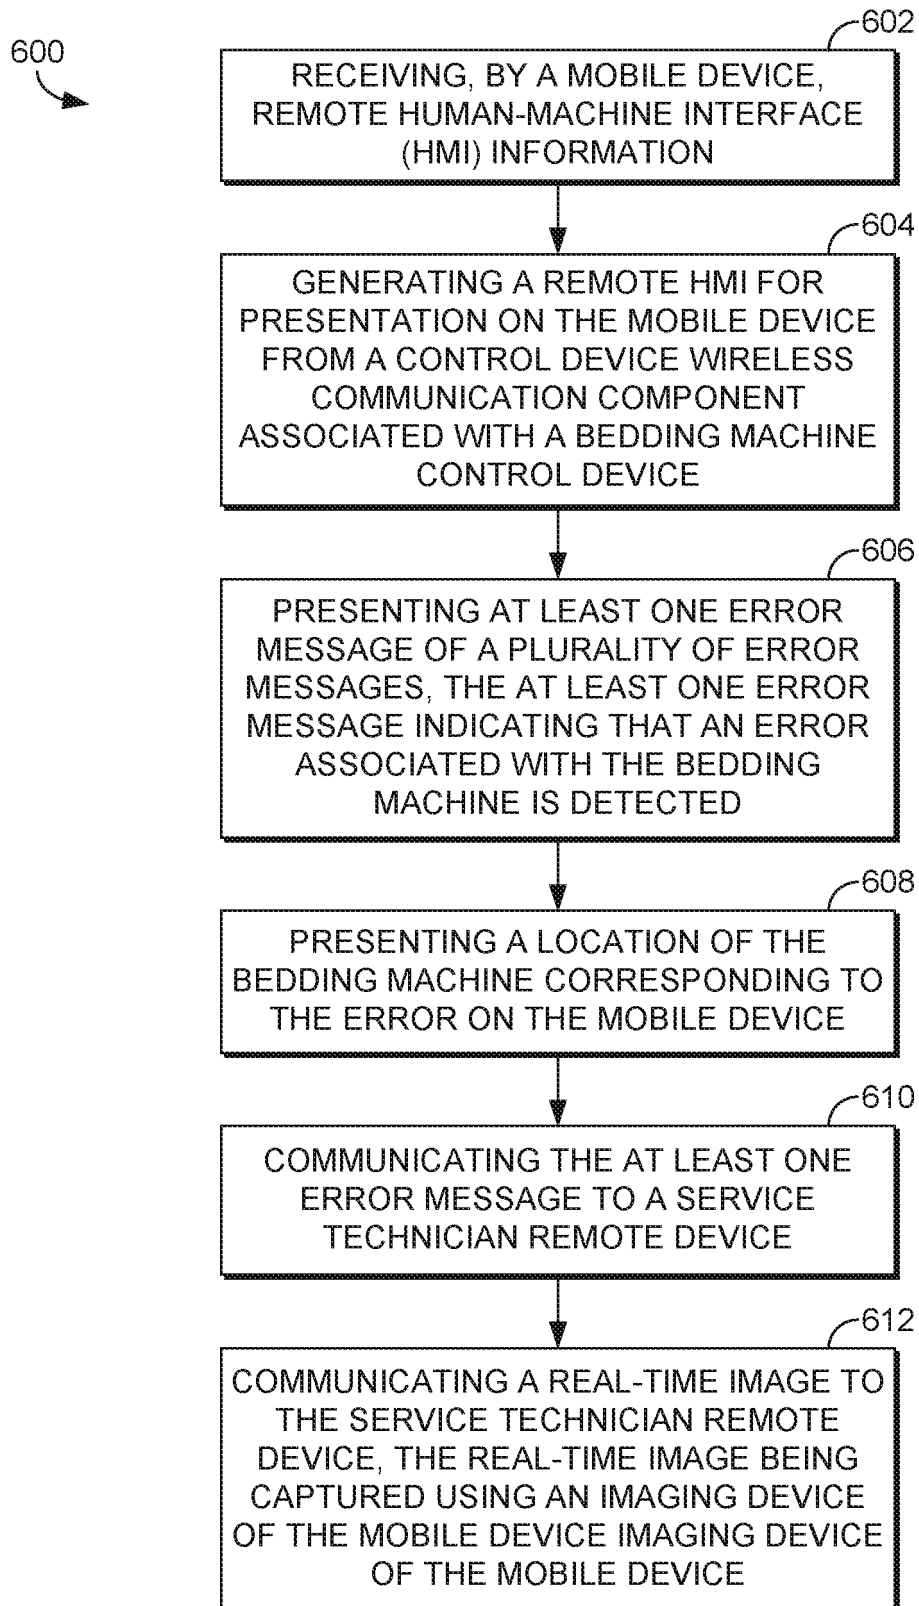 600
602
RECEIVING, BY A MOBILE DEVICE,
REMOTE HUMAN-MACHINE INTERFACE
(HMI) INFORMATION
604
GENERATING A REMOTE HMI FOR
PRESENTATION ON THE MOBILE DEVICE
FROM A CONTROL DEVICE WIRELESS
COMMUNICATION COMPONENT
ASSOCIATED WITH A BEDDING MACHINE
CONTROL DEVICE
606
PRESENTING AT LEAST ONE ERROR
MESSAGE OF A PLURALITY OF ERROR
MESSAGES, THE AT LEAST ONE ERROR
MESSAGE INDICATING THAT AN ERROR
ASSOCIATED WITH THE BEDDING
MACHINE IS DETECTED
608
PRESENTING A LOCATION OF THE
BEDDING MACHINE CORRESPONDING TO
THE ERROR ON THE MOBILE DEVICE
610
COMMUNICATING THE AT LEAST ONE
ERROR MESSAGE TO A SERVICE
TECHNICIAN REMOTE DEVICE
612
COMMUNICATING A REAL-TIME IMAGE TO
THE SERVICE TECHNICIAN REMOTE
DEVICE, THE REAL-TIME IMAGE BEING
CAPTURED USING AN IMAGING DEVICE
OF THE MOBILE DEVICE IMAGING DEVICE
OF THE MOBILE DEVICE